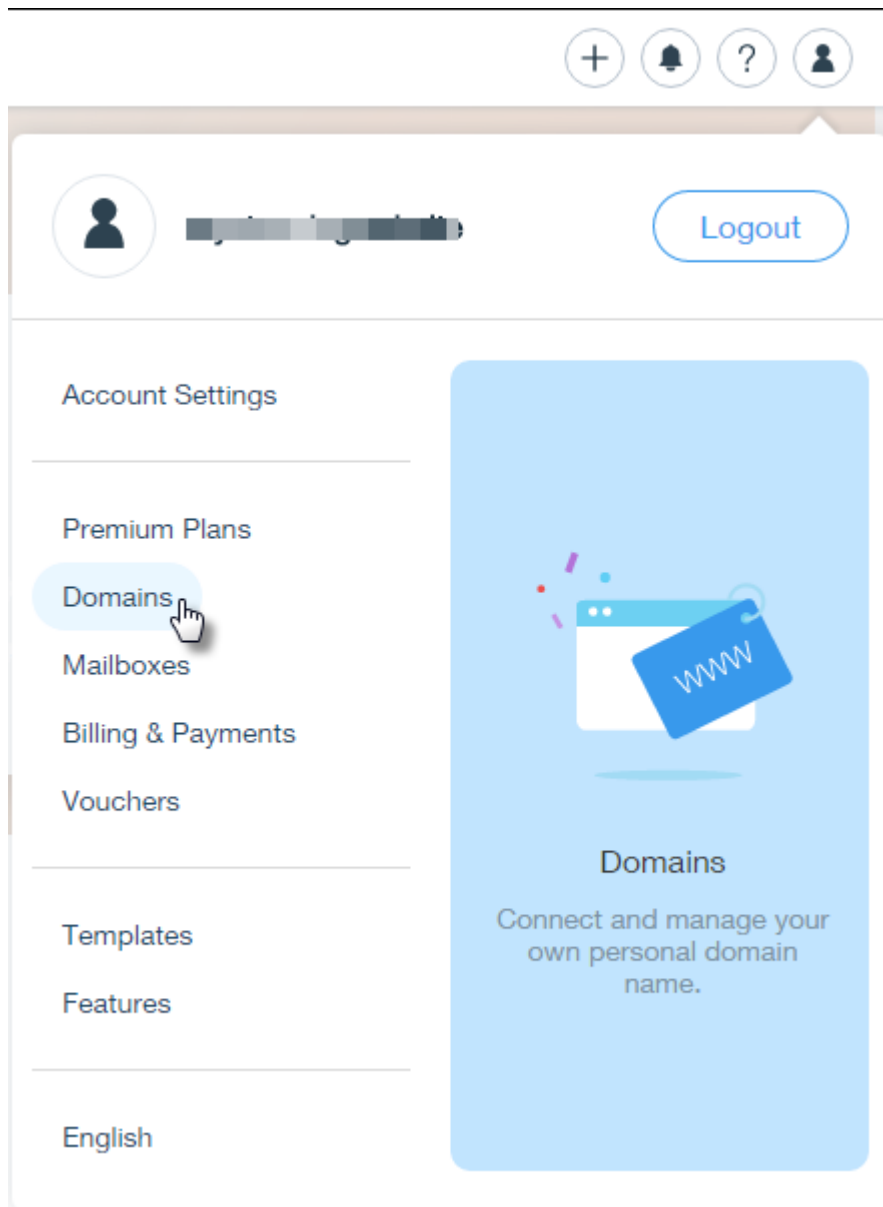 ?
Logout
Account Settings
Premium Plans
Domains
Mailboxes
Billing & Payments
Vouchers
Templates
Features
English
WWW
Domains
Connect and manage your
own personal domain
name.